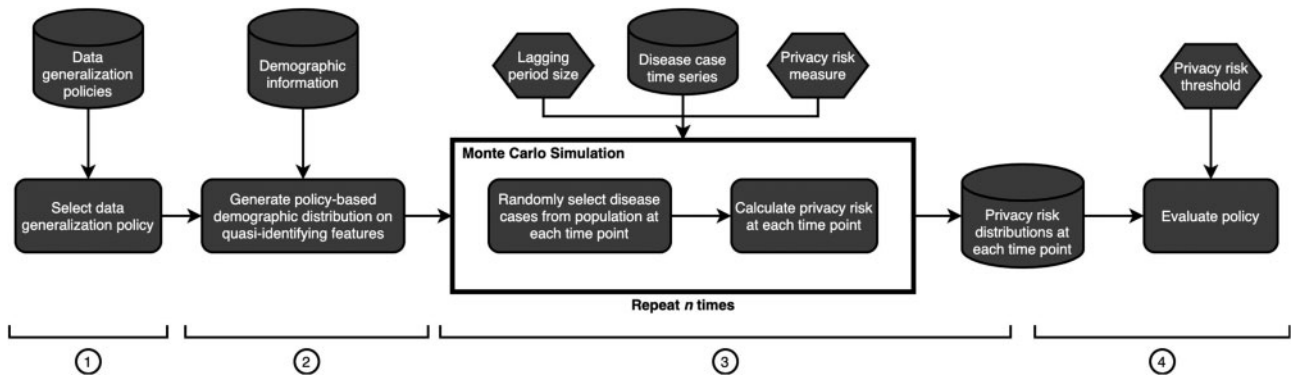 Data
generalization
policies
Demographic
information
Lagging
period size
Disease case
time series
Privacy risk
measure
Privacy risk
threshold
Monte Carlo Simulation
Select data
generalization policy
Generate policy-based
demographic distribution on
quasi-identifying features
Randomly select disease
cases from population at
each time point
Calculate privacy risk
at each time point
Privacy risk
distributions at
each time point
Evaluate policy
Repeat n times
1
2
3
4